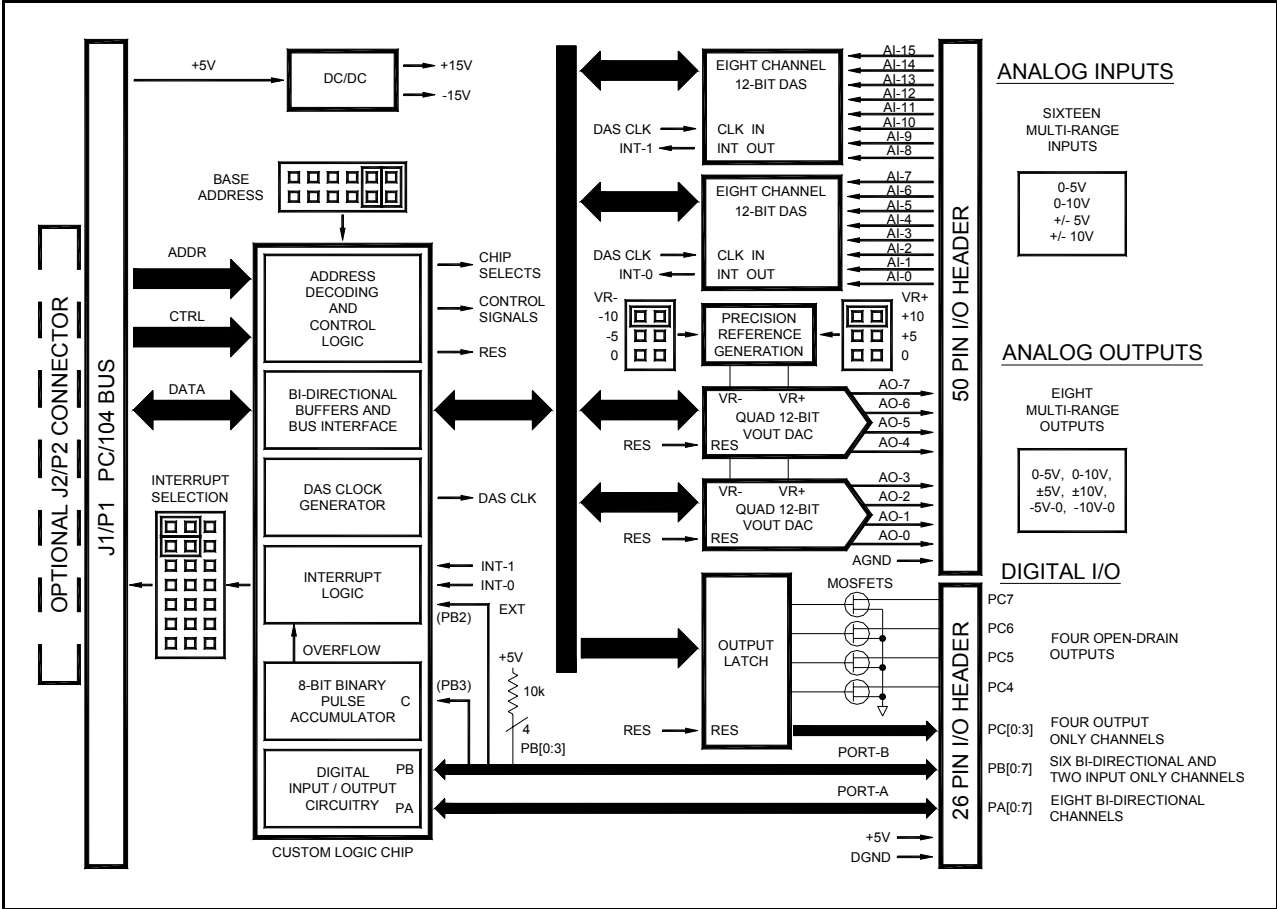 +5V
DC/DC
+15V
-15V
BASE
ADDRESS
OPTIONAL J2/P2 CONNECTOR
J1/P1 PC/104 BUS
ADDR
CTRL
DATA
INTERRUPT
SELECTION
ADDRESS
DECODING
AND
CONTROL
LOGIC
CHIP
SELECTS
CONTROL
SIGNALS
RES
BI-DIRECTIONAL
BUFFERS AND
BUS INTERFACE
DAS CLOCK
GENERATOR
DAS CLK
INTERRUPT
LOGIC
INT-1
INT-0
EXT
(PB2)
OVERFLOW
8-BIT BINARY
PULSE
ACCUMULATOR
C
(PB3)
+5V
10k
4
PB[0:3]
DIGITAL
INPUT / OUTPUT
CIRCUITRY
PB
PA
CUSTOM LOGIC CHIP
EIGHT CHANNEL
12-BIT DAS
DAS CLK
CLK IN
INT-1
INT OUT
AI-15
AI-14
AI-13
AI-12
AI-11
AI-10
AI-9
AI-8
EIGHT CHANNEL
12-BIT DAS
DAS CLK
CLK IN
INT-0
INT OUT
AI-7
AI-6
AI-5
AI-4
AI-3
AI-2
AI-1
AI-0
VR-
-10
-5
0
PRECISION
REFERENCE
GENERATION
VR+
+10
+5
0
VR- VR+
QUAD 12-BIT
VOUT DAC
RES
RES
AO-7
AO-6
AO-5
AO-4
VR- VR+
QUAD 12-BIT
VOUT DAC
RES
RES
AO-3
AO-2
AO-1
AO-0
AGND
50 PIN I/O HEADER
OUTPUT
LATCH
RES
RES
MOSFETS
PORT-B
PORT-A
+5V
DGND
26 PIN I/O HEADER
ANALOG INPUTS
SIXTEEN
MULTI-RANGE
INPUTS
0-5V
0-10V
+/- 5V
+/- 10V
ANALOG OUTPUTS
EIGHT
MULTI-RANGE
OUTPUTS
0-5V, 0-10V,
±5V, ±10V,
-5V-0, -10V-0
DIGITAL I/O
PC7
PC6
PC5
PC4
FOUR OPEN-DRAIN
OUTPUTS
PC[0:3]
FOUR OUTPUT
ONLY CHANNELS
PB[0:7]
SIX BI-DIRECTIONAL AND
TWO INPUT ONLY CHANNELS
PA[0:7]
EIGHT BI-DIRECTIONAL
CHANNELS